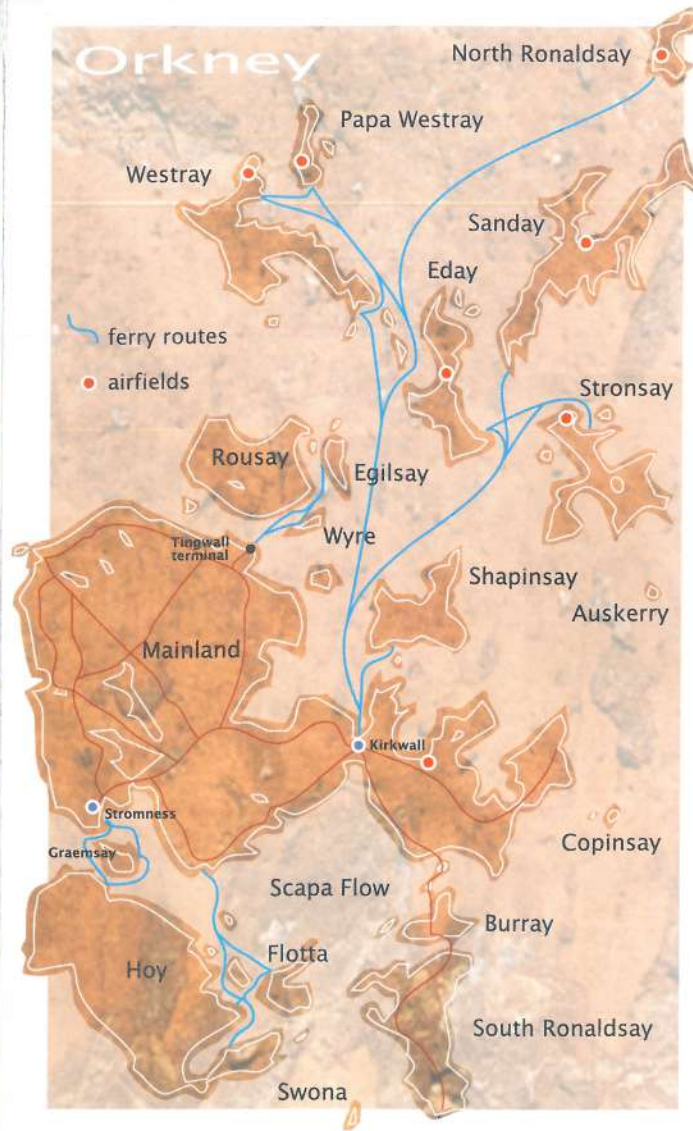 Orkney
North Ronaldsay
Papa Westray
Westray
Sanday
Eday
ferry routes
airfields
Stronsay
Rousay
Egilsay
Tingwall
terminal
Wyre
Shapinsay
Auskerry
Mainland
Kirkwall
Stromness
Graemsay
Copinsay
Scapa Flow
Burray
Flotta
Hoy
South Ronaldsay
Swona